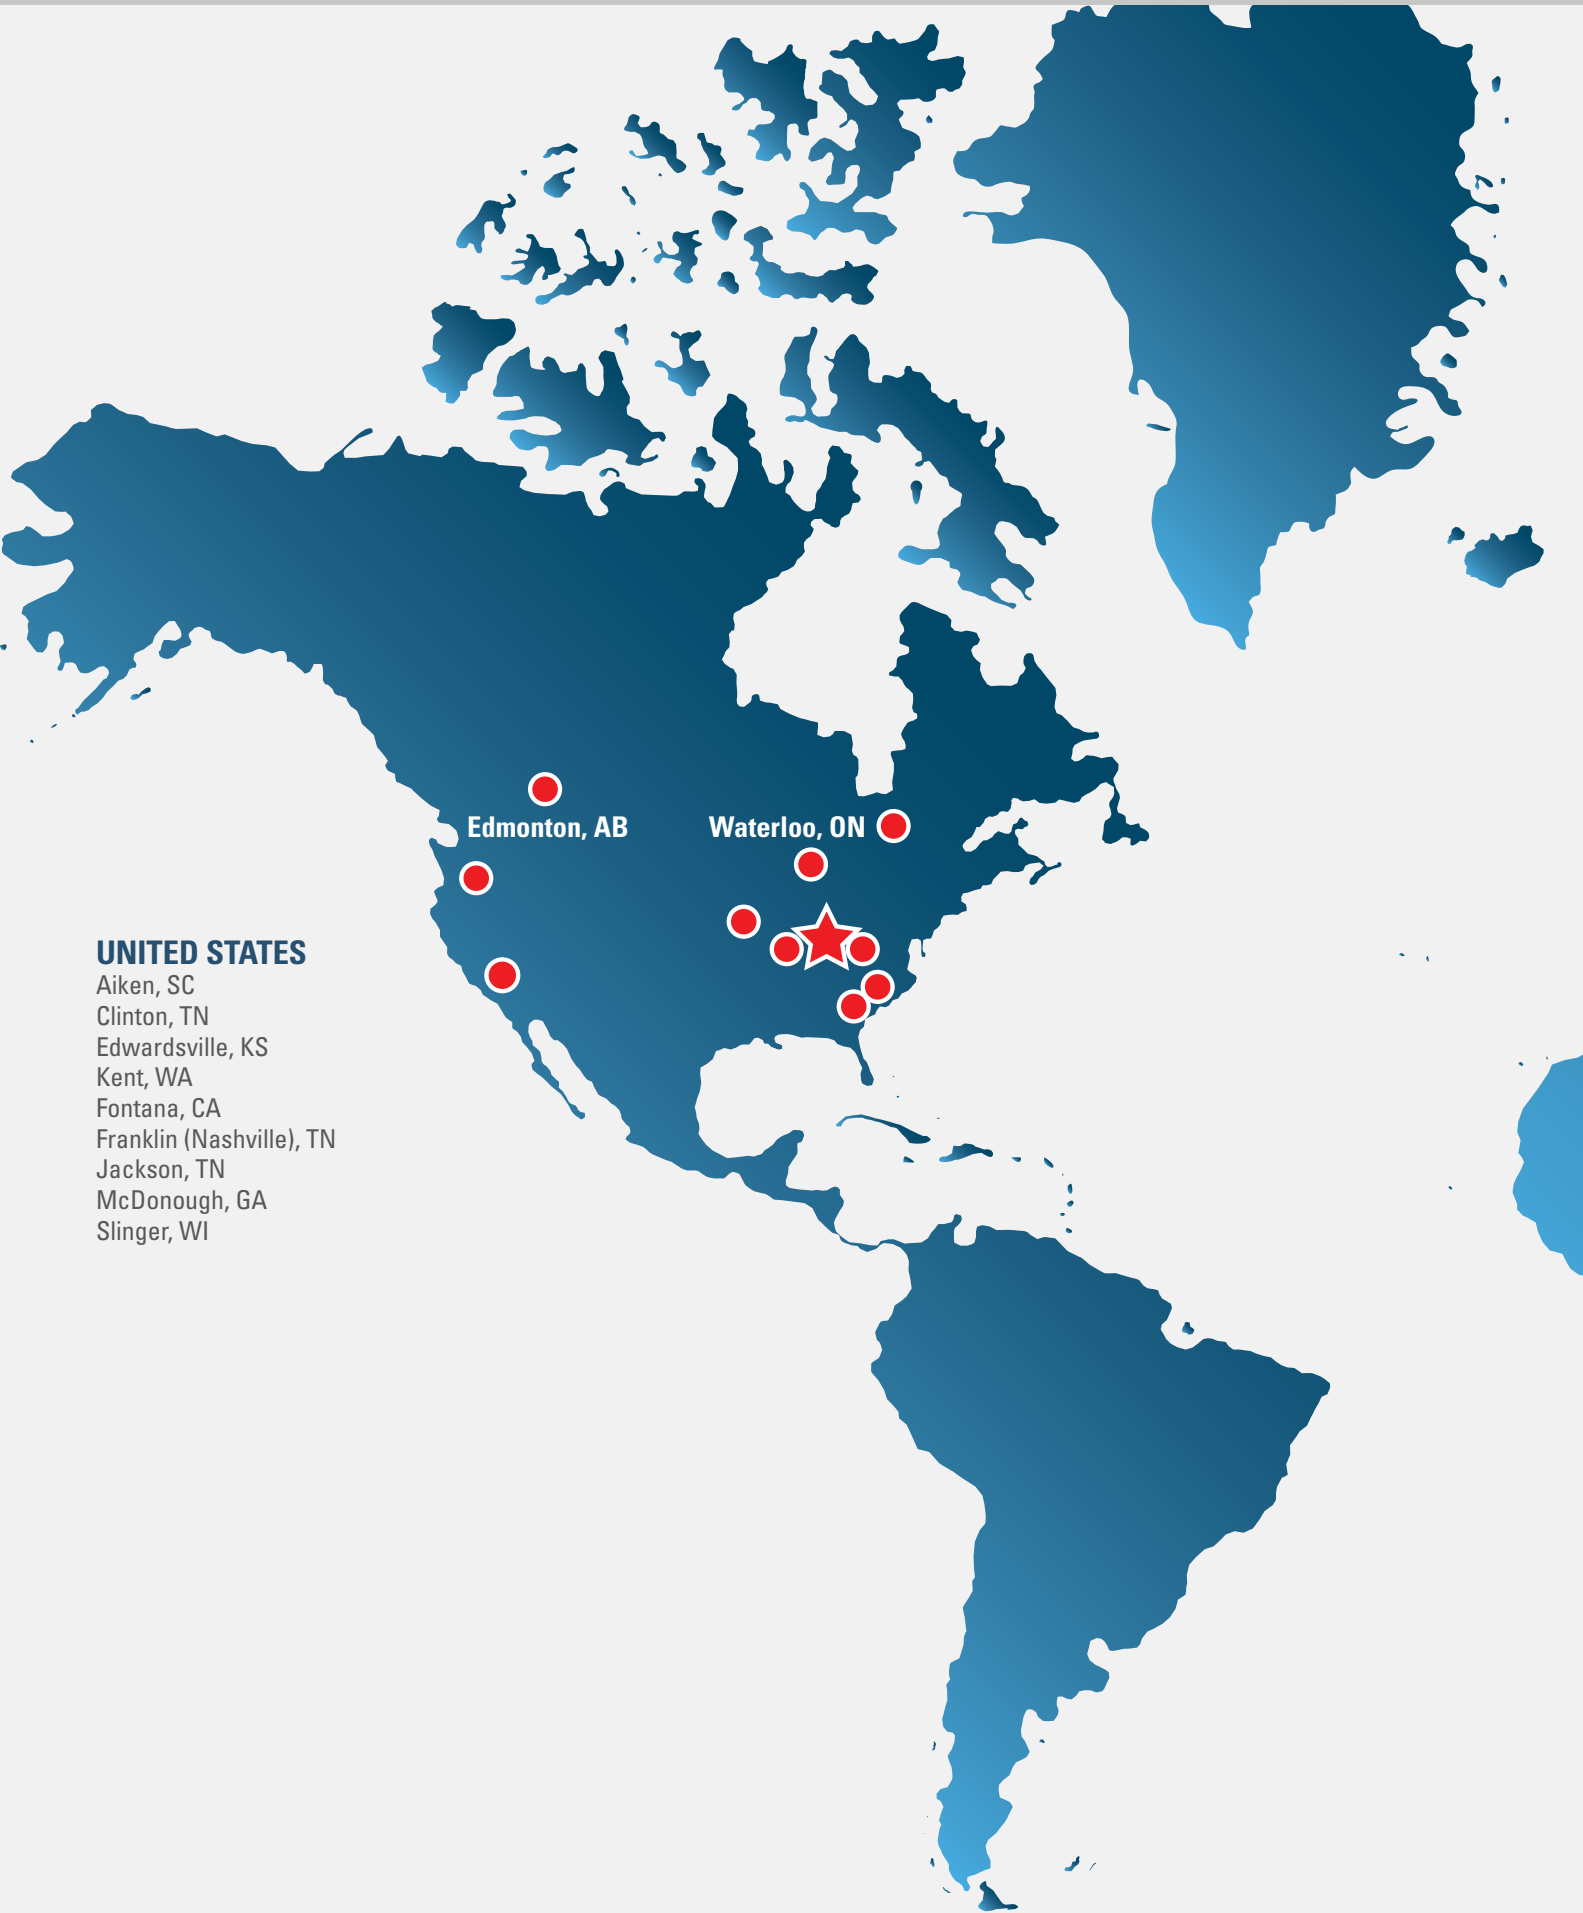 Edmonton, AB
Waterloo, ON
UNITED STATES
Aiken, SC
Clinton, TN
Edwardsville, KS
Kent, WA
Fontana, CA
Franklin (Nashville), TN
Jackson, TN
McDonough, GA
Slinger, WI